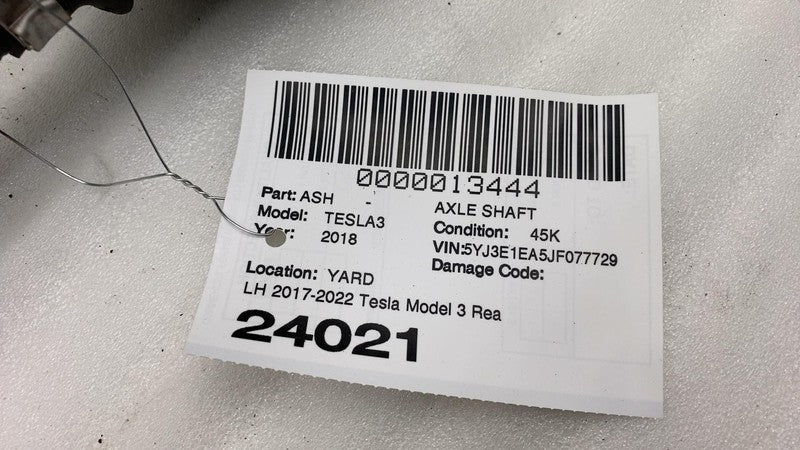 0000013444
Part: ASH - AXLE SHAFT
Model: TESLA3 Condition: 45K
Year: 2018 VIN:5YJ3E1EA5JF077729
Damage Code:
Location: YARD
LH 2017-2022 Tesla Model 3 Rea
24021